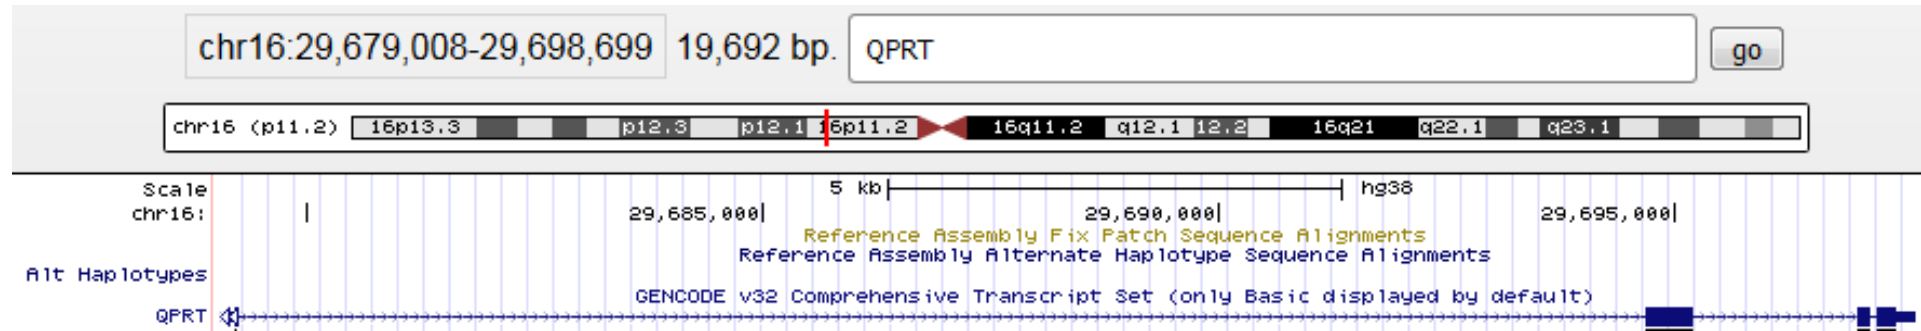 chr16:29,679,008-29,698,699 19,692 bp. QPRT go
chr16 (p11.2) 16p13.3 p12.3 p12.1 16p11.2 16q11.2 q12.1 12.2 16q21 q22.1 q23.1
Scale 5 kb hg38
chr16: 29,685,000 29,690,000 29,695,000
Reference Assembly Fix Patch Sequence Alignments
Reference Assembly Alternate Haplotype Sequence Alignments
Alt Haplotypes
GENCODE v32 Comprehensive Transcript Set (only Basic displayed by default)
QPRT